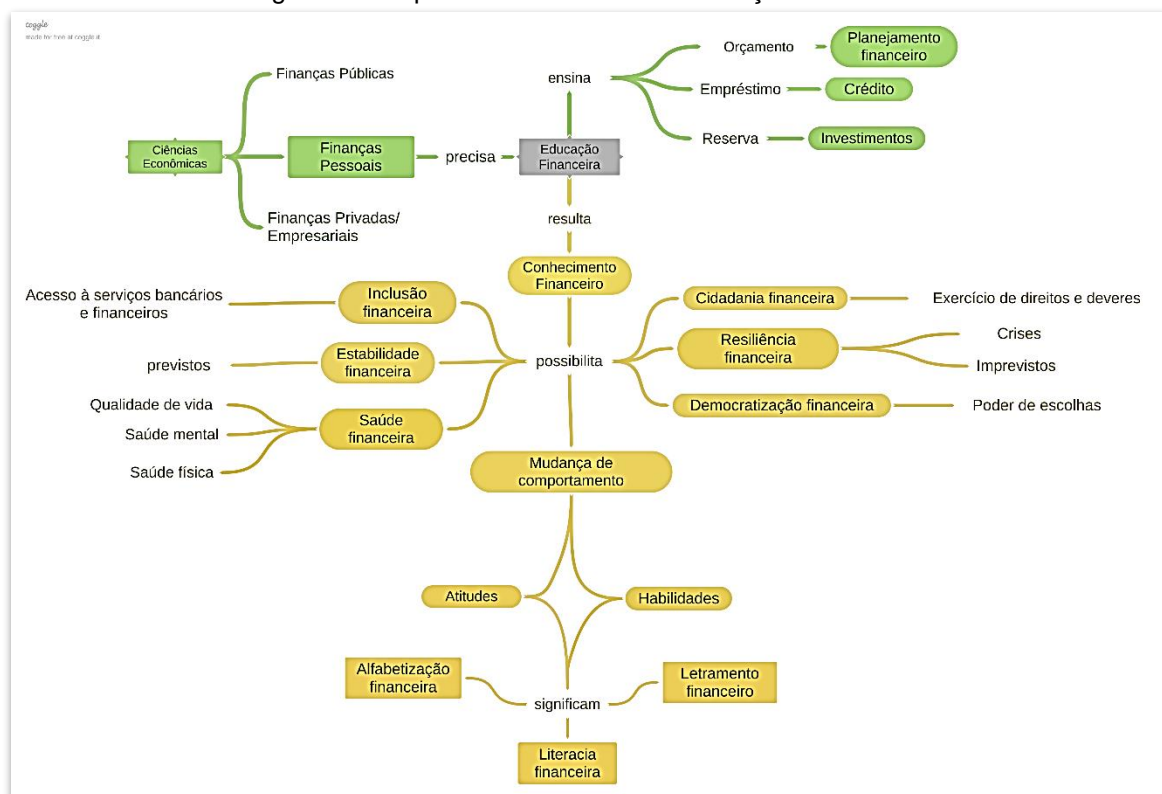 coggle
made for free at coggle.it
Orçamento
Planejamento
financeiro
Finanças Públicas
ensina
Empréstimo
Crédito
Reserva
Investimentos
Ciências
Econômicas
Finanças
Pessoais
precisa
Educação
Financeira
Finanças Privadas/
Empresariais
resulta
Conhecimento
Financeiro
Acesso à serviços bancários
e financeiros
Inclusão
financeira
Cidadania financeira
Exercício de direitos e deveres
previstos
Estabilidade
financeira
possibilita
Resiliência
financeira
Crises
Imprevistos
Qualidade de vida
Saúde mental
Saúde física
Saúde
financeira
Democratização financeira
Poder de escolhas
Mudança de
comportamento
Atitudes
Habilidades
Alfabetização
financeira
significam
Letramento
financeiro
Literacia
financeira